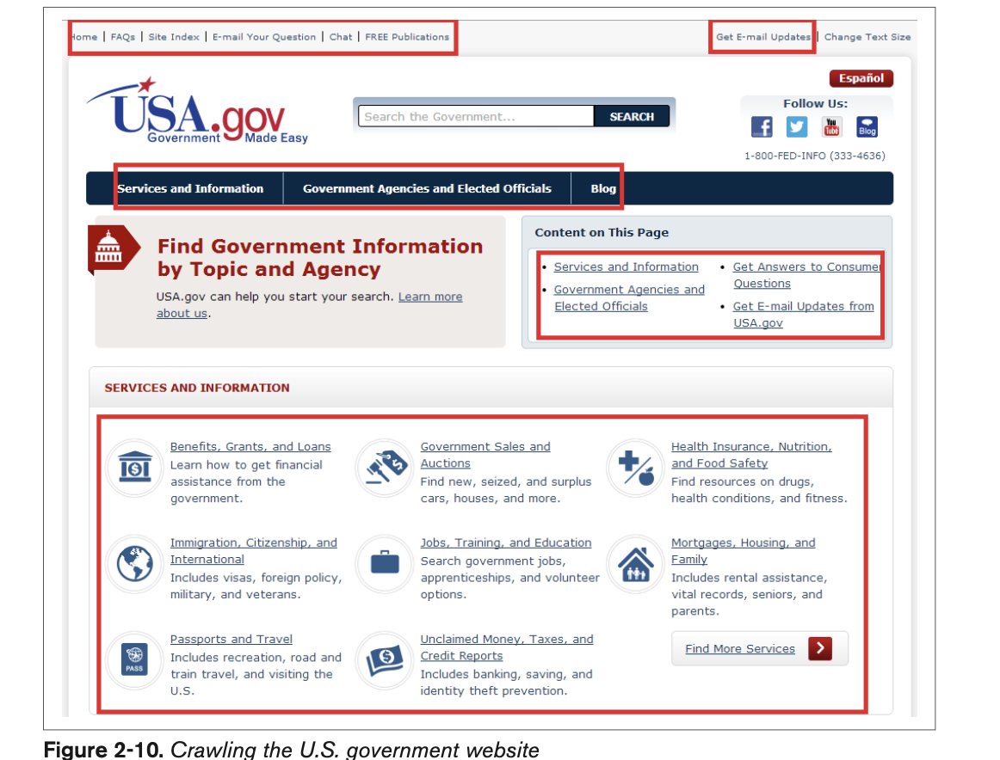 Home | FAQs | Site Index | E-mail Your Question | Chat | FREE Publications
Get E-mail Updates | Change Text Size
Español
USA.gov
Government Made Easy
Search the Government...
SEARCH
Follow Us:
f
You
Tube
Blog
1-800-FED-INFO (333-4636)
Services and Information
Government Agencies and Elected Officials
Blog
Find Government Information
by Topic and Agency
USA.gov can help you start your search. Learn more
about us.
Content on This Page
• Services and Information
• Government Agencies and
Elected Officials
• Get Answers to Consumer
Questions
• Get E-mail Updates from
USA.gov
SERVICES AND INFORMATION
Benefits, Grants, and Loans
Learn how to get financial
assistance from the
government.
Government Sales and
Auctions
Find new, seized, and surplus
cars, houses, and more.
Health Insurance, Nutrition,
and Food Safety
Find resources on drugs,
health conditions, and fitness.
Immigration, Citizenship, and
International
Includes visas, foreign policy,
military, and veterans.
Jobs, Training, and Education
Search government jobs,
apprenticeships, and volunteer
options.
Mortgages, Housing, and
Family
Includes rental assistance,
vital records, seniors, and
parents.
PASS
Passports and Travel
Includes recreation, road and
train travel, and visiting the
U.S.
Unclaimed Money, Taxes, and
Credit Reports
Includes banking, saving, and
identity theft prevention.
Find More Services
Figure 2-10. Crawling the U.S. government website